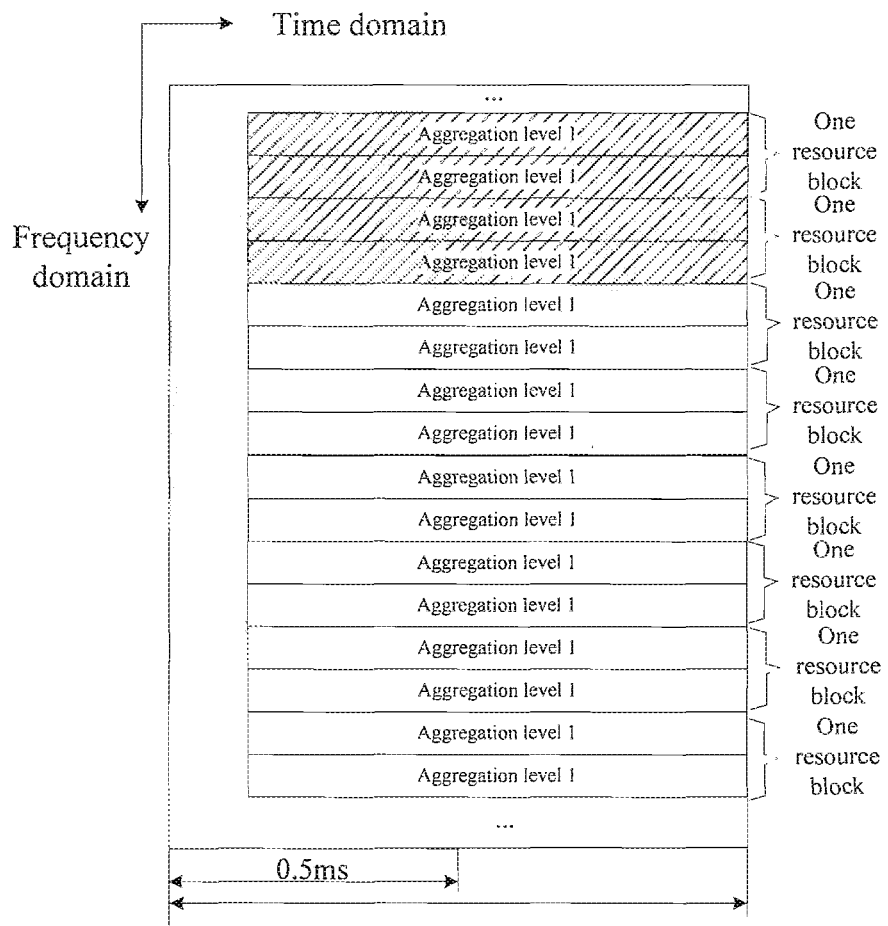 Time domain
Frequency
domain
...
Aggregation level 1
Aggregation level 1
One
resource
block
Aggregation level 1
Aggregation level 1
One
resource
block
Aggregation level 1
Aggregation level 1
One
resource
block
Aggregation level 1
Aggregation level 1
One
resource
block
Aggregation level 1
Aggregation level 1
One
resource
block
Aggregation level 1
Aggregation level 1
One
resource
block
Aggregation level 1
Aggregation level 1
One
resource
block
Aggregation level 1
Aggregation level 1
One
resource
block
...
0.5ms